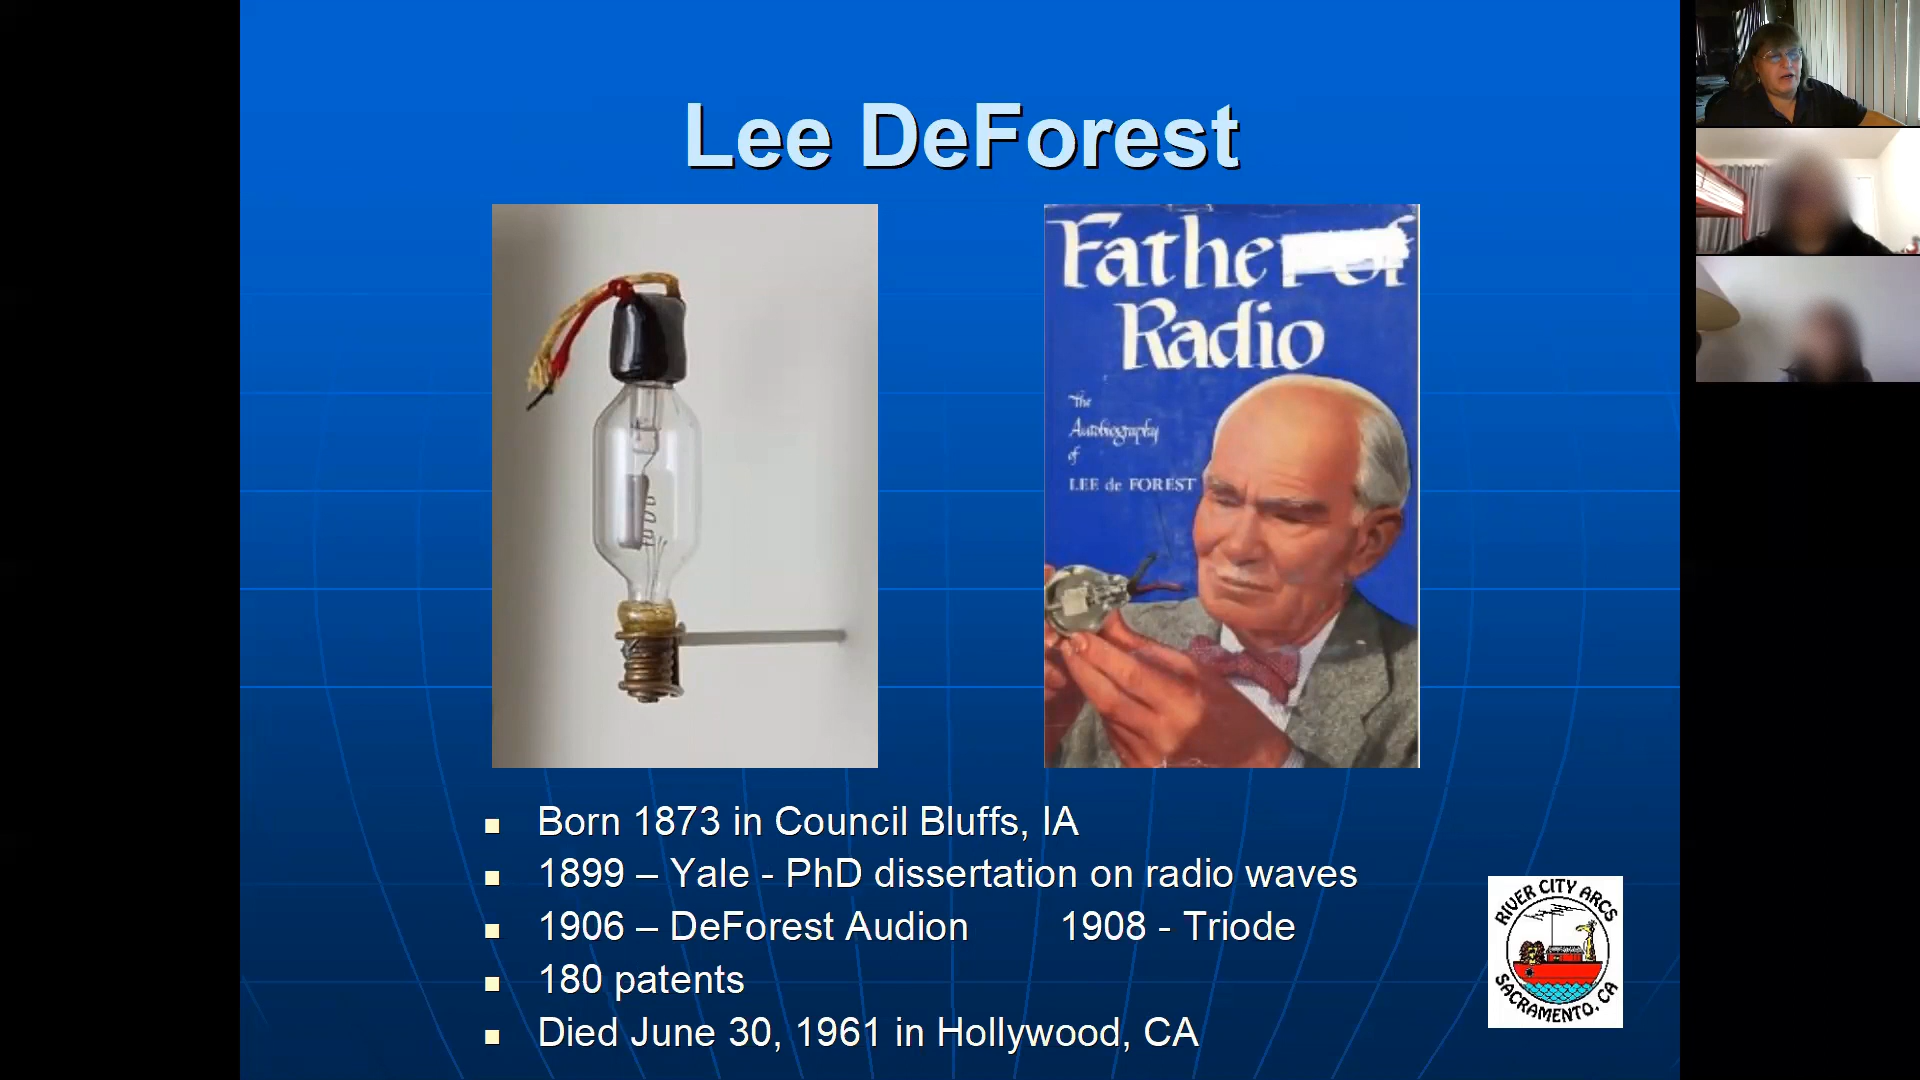 Lee DeForest
Father of
Radio
The
Autobiography
of
LEE de FOREST
■ Born 1873 in Council Bluffs, IA
■ 1899 – Yale - PhD dissertation on radio waves
■ 1906 – DeForest Audion 1908 - Triode
■ 180 patents
■ Died June 30, 1961 in Hollywood, CA
RIVER CITY ARCS
SACRAMENTO, CA